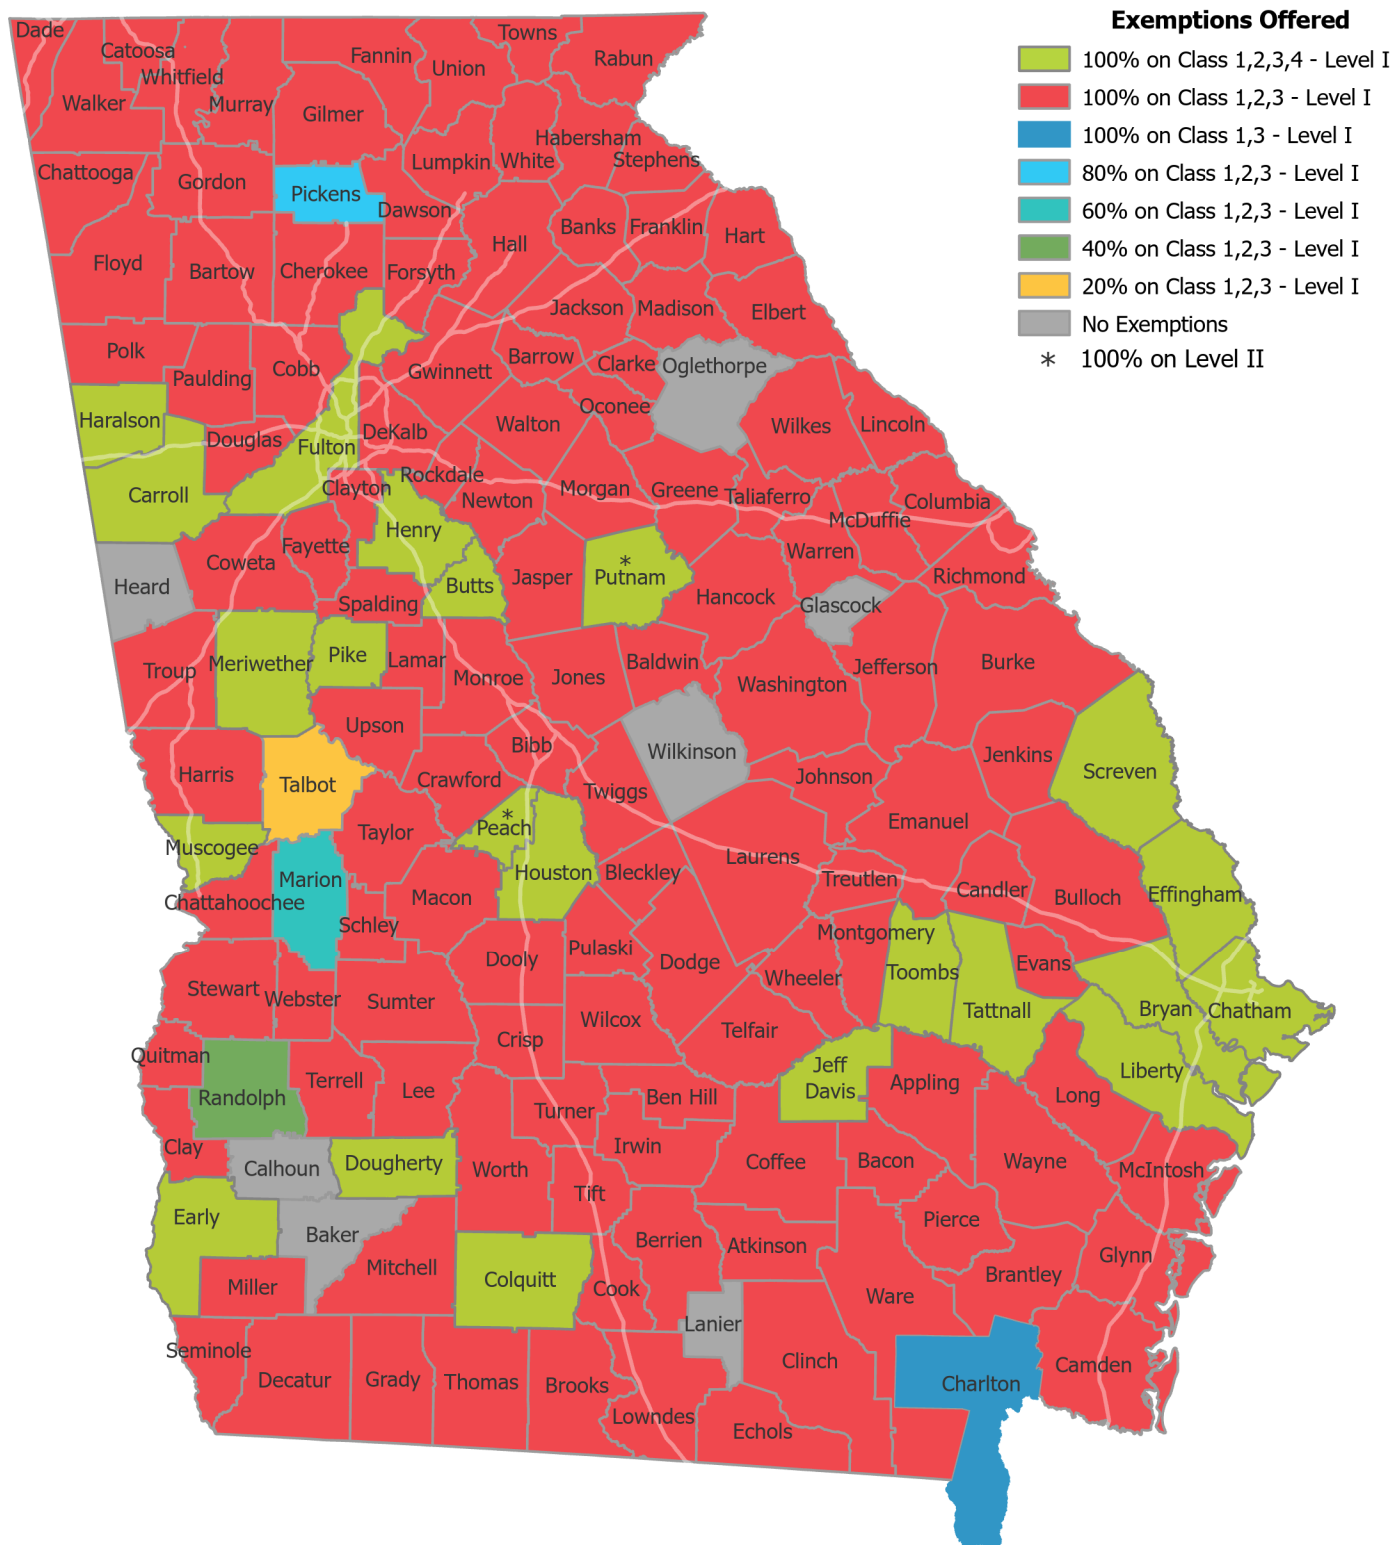 Exemptions Offered
100% on Class 1,2,3,4 - Level I
100% on Class 1,2,3 - Level I
100% on Class 1,3 - Level I
80% on Class 1,2,3 - Level I
60% on Class 1,2,3 - Level I
40% on Class 1,2,3 - Level I
20% on Class 1,2,3 - Level I
No Exemptions
* 100% on Level II
Dade
Catoosa
Whitfield
Walker
Murray
Fannin
Gilmer
Union
Towns
Rabun
Habersham
Stephens
White
Lumpkin
Chattooga
Gordon
Pickens
Dawson
Hall
Banks
Franklin
Hart
Floyd
Bartow
Cherokee
Forsyth
Jackson
Madison
Elbert
Polk
Paulding
Cobb
Gwinnett
Barrow
Clarke
Oglethorpe
Oconee
Haralson
Douglas
Fulton
DeKalb
Walton
Wilkes
Lincoln
Carroll
Clayton
Rockdale
Newton
Morgan
Greene
Taliaferro
McDuffie
Columbia
Henry
Fayette
Coweta
Heard
Spalding
Butts
Jasper
*
Putnam
Hancock
Warren
Glascock
Richmond
Troup
Meriwether
Pike
Lamar
Monroe
Jones
Baldwin
Washington
Jefferson
Burke
Upson
Bibb
Wilkinson
Harris
Talbot
Crawford
Twiggs
Johnson
Jenkins
Screven
Muscogee
Taylor
*
Peach
Houston
Bleckley
Laurens
Emanuel
Treutlen
Candler
Bulloch
Effingham
Chattahoochee
Marion
Schley
Macon
Dooly
Pulaski
Dodge
Wheeler
Montgomery
Toombs
Tattnall
Evans
Bryan
Chatham
Stewart
Webster
Sumter
Crisp
Wilcox
Telfair
Liberty
Quitman
Randolph
Terrell
Lee
Turner
Ben Hill
Jeff
Davis
Appling
Long
Clay
Calhoun
Dougherty
Worth
Irwin
Tift
Coffee
Bacon
Wayne
McIntosh
Early
Baker
Mitchell
Colquitt
Berrien
Cook
Atkinson
Pierce
Brantley
Glynn
Miller
Lanier
Ware
Seminole
Decatur
Grady
Thomas
Brooks
Lowndes
Clinch
Echols
Charlton
Camden